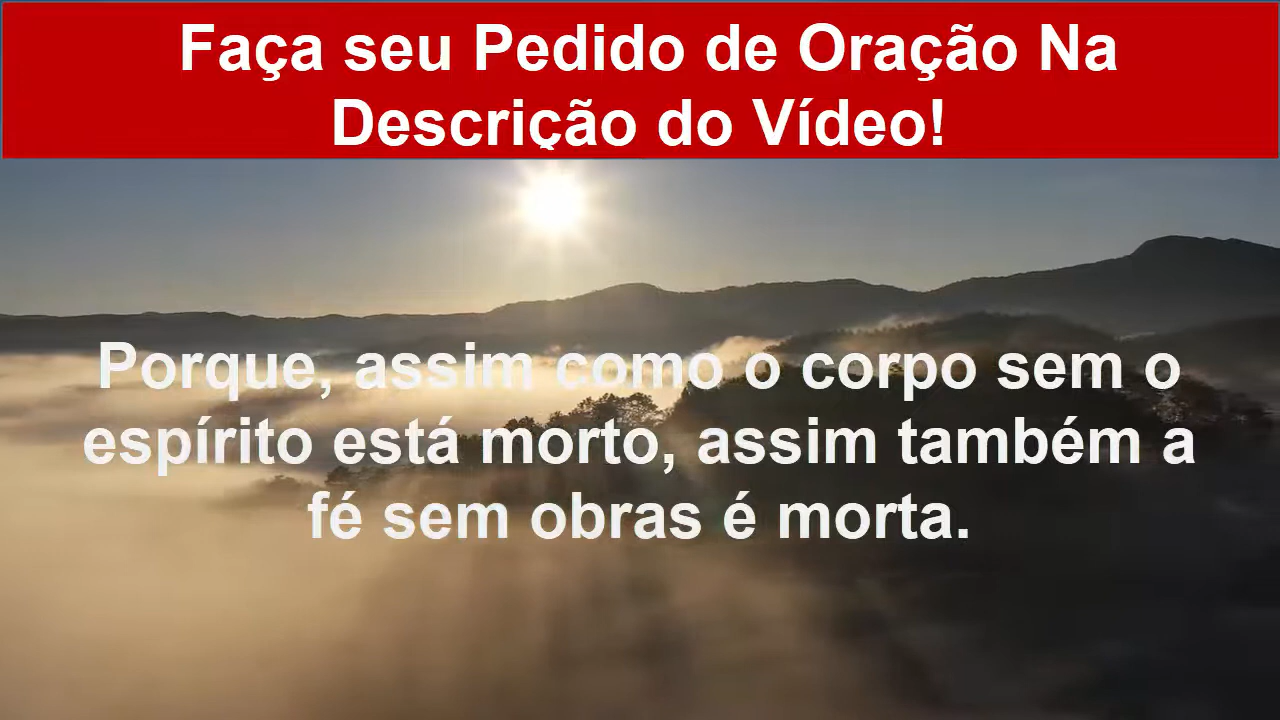 Faça seu Pedido de Oração Na
Descrição do Vídeo!
Porque, assim como o corpo sem o
espírito está morto, assim também a
fé sem obras é morta.